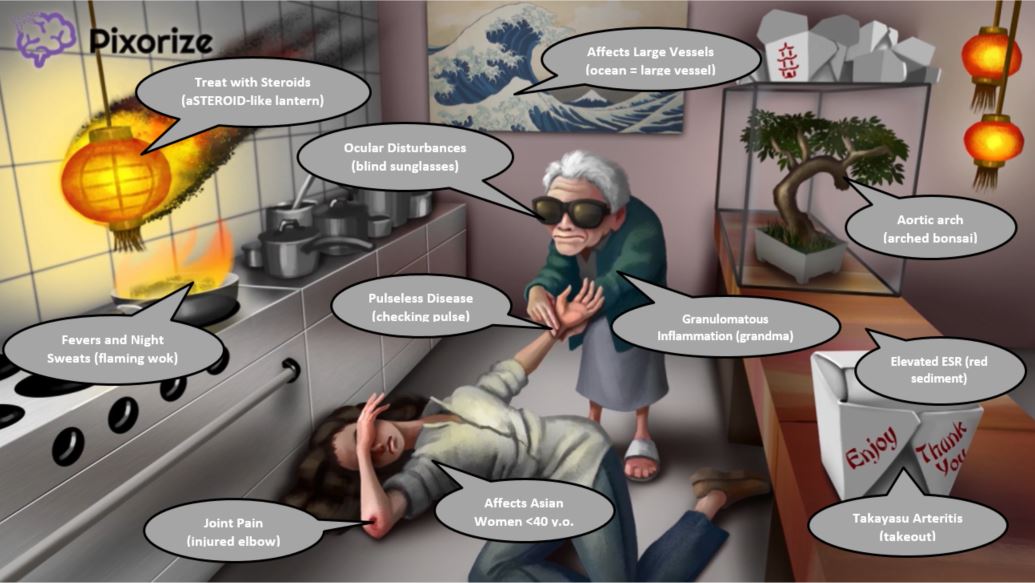 Pixorize
Affects Large Vessels
(ocean = large vessel)
Treat with Steroids
(aSTEROID-like lantern)
Ocular Disturbances
(blind sunglasses)
Aortic arch
(arched bonsai)
Pulseless Disease
(checking pulse)
Granulomatous
Inflammation (grandma)
Fevers and Night
Sweats (flaming wok)
Elevated ESR (red
sediment)
Enjoy
Thank
You
Joint Pain
(injured elbow)
Affects Asian
Women <40 y.o.
Takayasu Arteritis
(takeout)